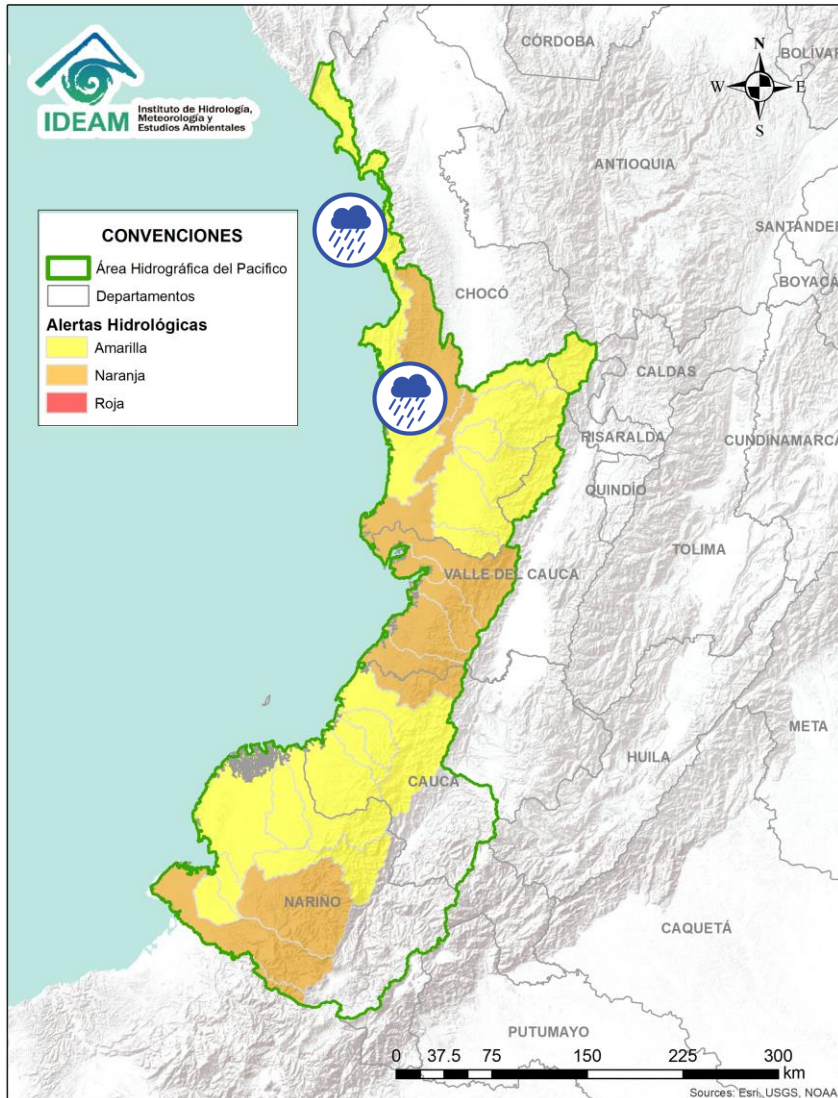 IDEAM
Instituto de Hidrología,
Meteorología y
Estudios Ambientales
CÓRDOBA
BOLÍVAR
N
W E
S
ANTIOQUIA
SANTANDER
BOYACÁ
CONVENCIONES
Área Hidrográfica del Pacifico
Departamentos
Alertas Hidrológicas
Amarilla
Naranja
Roja
CHOCÓ
CALDAS
RISARALDA
CUNDINAMARCA
QUINDÍO
TOLIMA
VALLE DEL CAUCA
META
HUILA
CAUCA
NARIÑO
CAQUETÁ
PUTUMAYO
0 37.5 75 150 225 300
km
Sources: Esri, USGS, NOAA